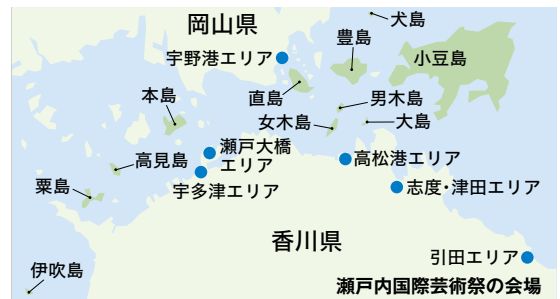 岡山県
犬島
宇野港エリア
豊島
小豆島
直島
本島
男木島
女木島
大島
瀬戸大橋
エリア
高松港エリア
高見島
宇多津エリア
志度・津田エリア
粟島
香川県
引田エリア
伊吹島
瀬戸内国際芸術祭の会場